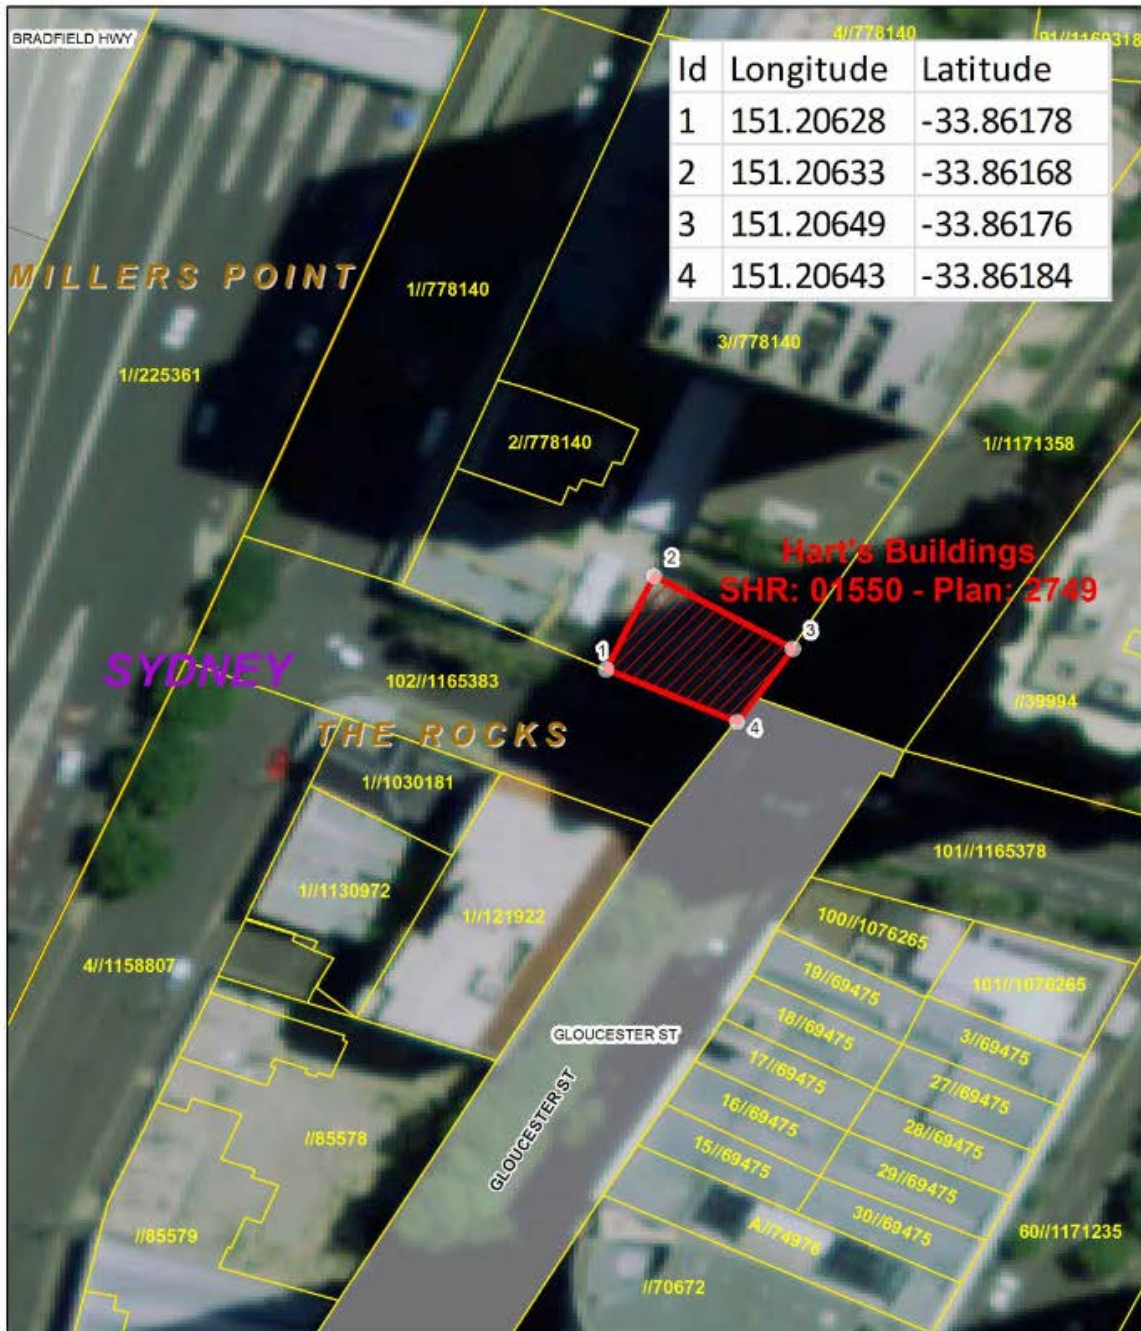 BRADFIELD HWY
4//778140
91//1169318
Id Longitude Latitude
1 151.20628 -33.86178
2 151.20633 -33.86168
3 151.20649 -33.86176
4 151.20643 -33.86184
MILLERS POINT
1//778140
3//778140
1//225361
2//778140
1//1171358
Hart's Buildings
SHR: 01550 - Plan: 2749
2
3
1
4
SYDNEY
102//1165383
//39994
THE ROCKS
1//1030181
101//1165378
1//1130972
1//121922
100//1076265
4//1158807
19//69475
101//1076265
18//69475
3//69475
GLOUCESTER ST
17//69475
27//69475
16//69475
28//69475
GLOUCESTER ST
//85578
15//69475
29//69475
30//69475
A//74976
//85579
60//1171235
//70672